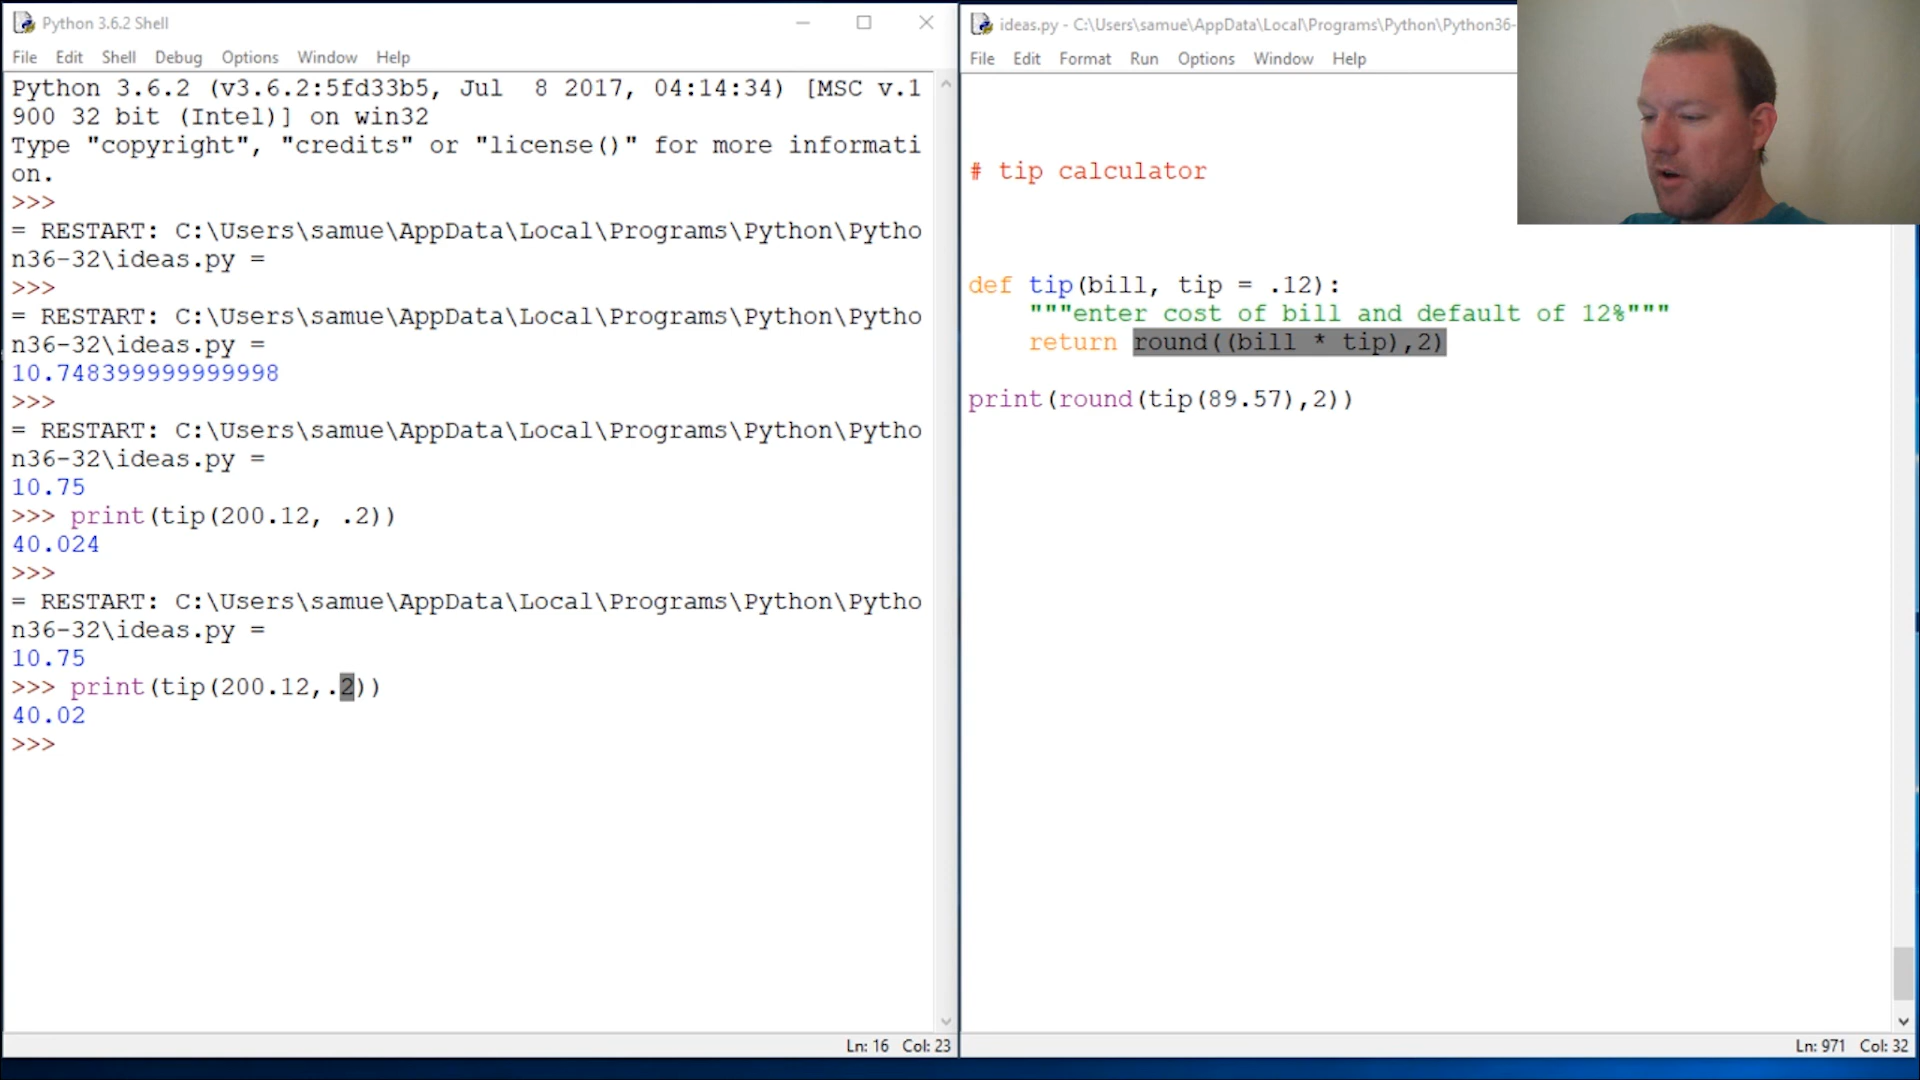 Python 3.6.2 Shell
File Edit Shell Debug Options Window Help
Python 3.6.2 (v3.6.2:5fd33b5, Jul  8 2017, 04:14:34) [MSC v.1
900 32 bit (Intel)] on win32
Type "copyright", "credits" or "license()" for more informati
on.
>>>
= RESTART: C:\Users\samue\AppData\Local\Programs\Python\Pytho
n36-32\ideas.py =
>>>
= RESTART: C:\Users\samue\AppData\Local\Programs\Python\Pytho
n36-32\ideas.py =
10.748399999999998
>>>
= RESTART: C:\Users\samue\AppData\Local\Programs\Python\Pytho
n36-32\ideas.py =
10.75
>>> print(tip(200.12, .2))
40.024
>>>
= RESTART: C:\Users\samue\AppData\Local\Programs\Python\Pytho
n36-32\ideas.py =
10.75
>>> print(tip(200.12,.2))
40.02
>>>
Ln: 16 Col: 23
ideas.py - C:\Users\samue\AppData\Local\Programs\Python\Python36-
File Edit Format Run Options Window Help
# tip calculator
def tip(bill, tip = .12):
    """enter cost of bill and default of 12%"""
    return round((bill * tip),2)
print(round(tip(89.57),2))
Ln: 971 Col: 32